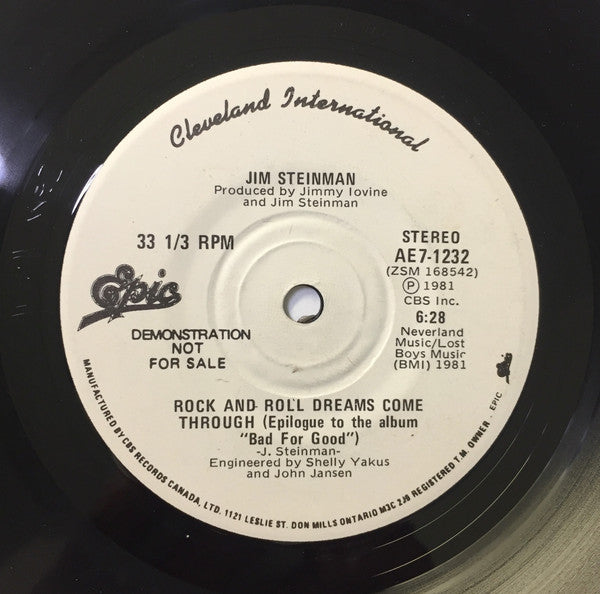 Cleveland International
JIM STEINMAN
Produced by Jimmy Iovine
and Jim Steinman
33 1/3 RPM
STEREO
AE7-1232
(ZSM 168542)
Ⓟ 1981
CBS Inc.
6:28
Neverland
Music/Lost
Boys Music
(BMI) 1981
Epic
DEMONSTRATION
NOT
FOR SALE
ROCK AND ROLL DREAMS COME
THROUGH (Epilogue to the album
"Bad For Good")
-J. Steinman-
Engineered by Shelly Yakus
and John Jansen
MANUFACTURED BY CBS RECORDS CANADA, LTD. 1121 LESLIE ST. DON MILLS ONTARIO M3C 2J9 REGISTERED T.M. OWNER - EPIC